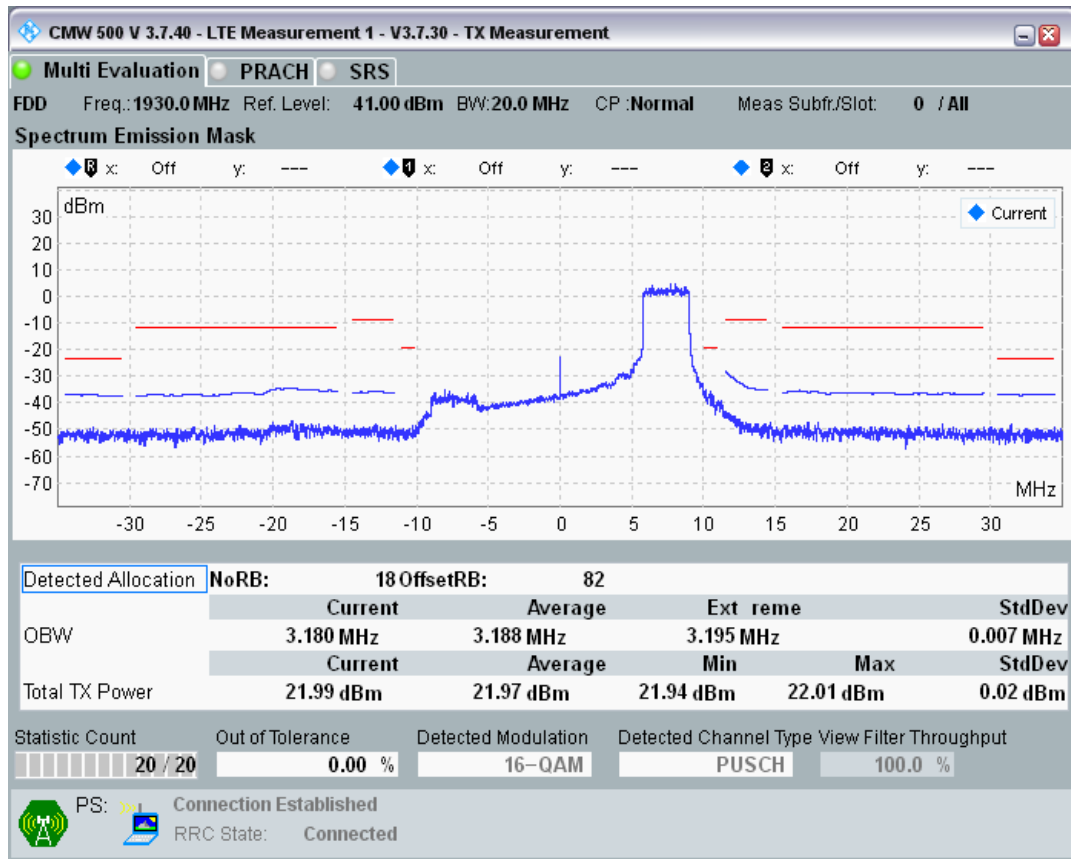 CMW 500 V 3.7.40 - LTE Measurement 1 - V3.7.30 - TX Measurement
Multi Evaluation PRACH SRS
FDD Freq.:1930.0 MHz Ref. Level: 41.00 dBm BW:20.0 MHz CP :Normal Meas Subfr./Slot: 0 / All
Spectrum Emission Mask
R x: Off y: --- 1 x: Off y: --- 2 x: Off y: ---
dBm
Current
30
20
10
0
-10
-20
-30
-40
-50
-60
-70
MHz
-30 -25 -20 -15 -10 -5 0 5 10 15 20 25 30
Detected Allocation NoRB: 18 OffsetRB: 82
Current Average Ext reme StdDev
OBW 3.180 MHz 3.188 MHz 3.195 MHz 0.007 MHz
Current Average Min Max StdDev
Total TX Power 21.99 dBm 21.97 dBm 21.94 dBm 22.01 dBm 0.02 dBm
Statistic Count Out of Tolerance Detected Modulation Detected Channel Type View Filter Throughput
20 / 20 0.00 % 16-QAM PUSCH 100.0 %
PS: Connection Established
RRC State: Connected